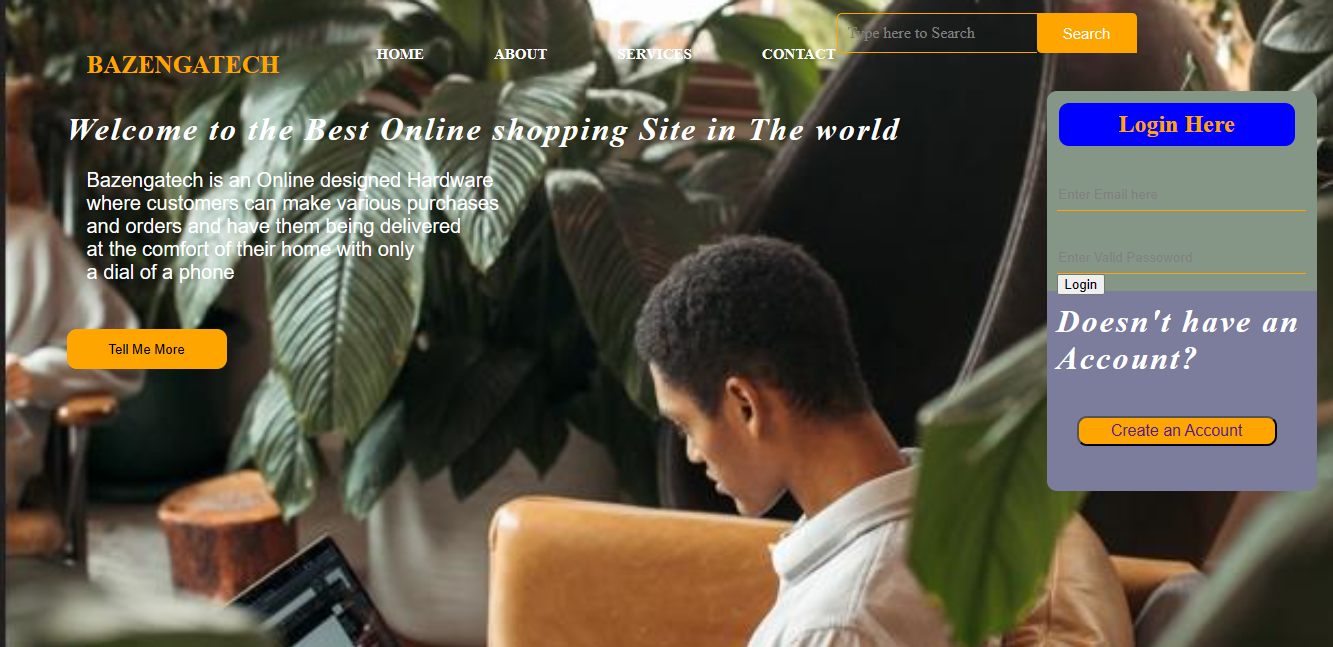 BAZENGATECH
HOME
ABOUT
SERVICES
CONTACT
Type here to Search
Search
Welcome to the Best Online shopping Site in The world
Bazengatech is an Online designed Hardware
where customers can make various purchases
and orders and have them being delivered
at the comfort of their home with only
a dial of a phone
Tell Me More
Login Here
Enter Email here
Enter Valid Passoword
Login
Doesn't have an
Account?
Create an Account